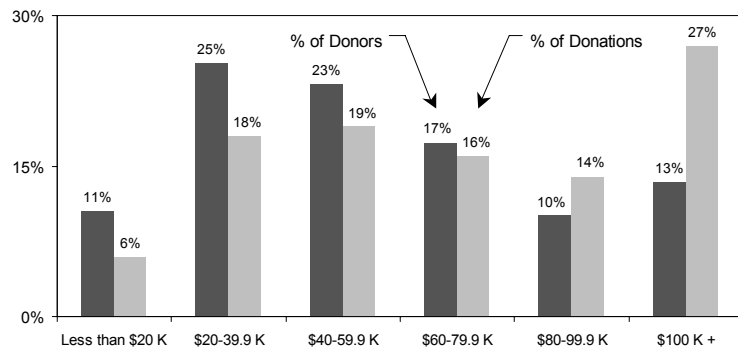 30%
15%
0%
% of Donors
% of Donations
11%
6%
25%
18%
23%
19%
17%
16%
10%
14%
13%
27%
Less than $20 K
$20-39.9 K
$40-59.9 K
$60-79.9 K
$80-99.9 K
$100 K +